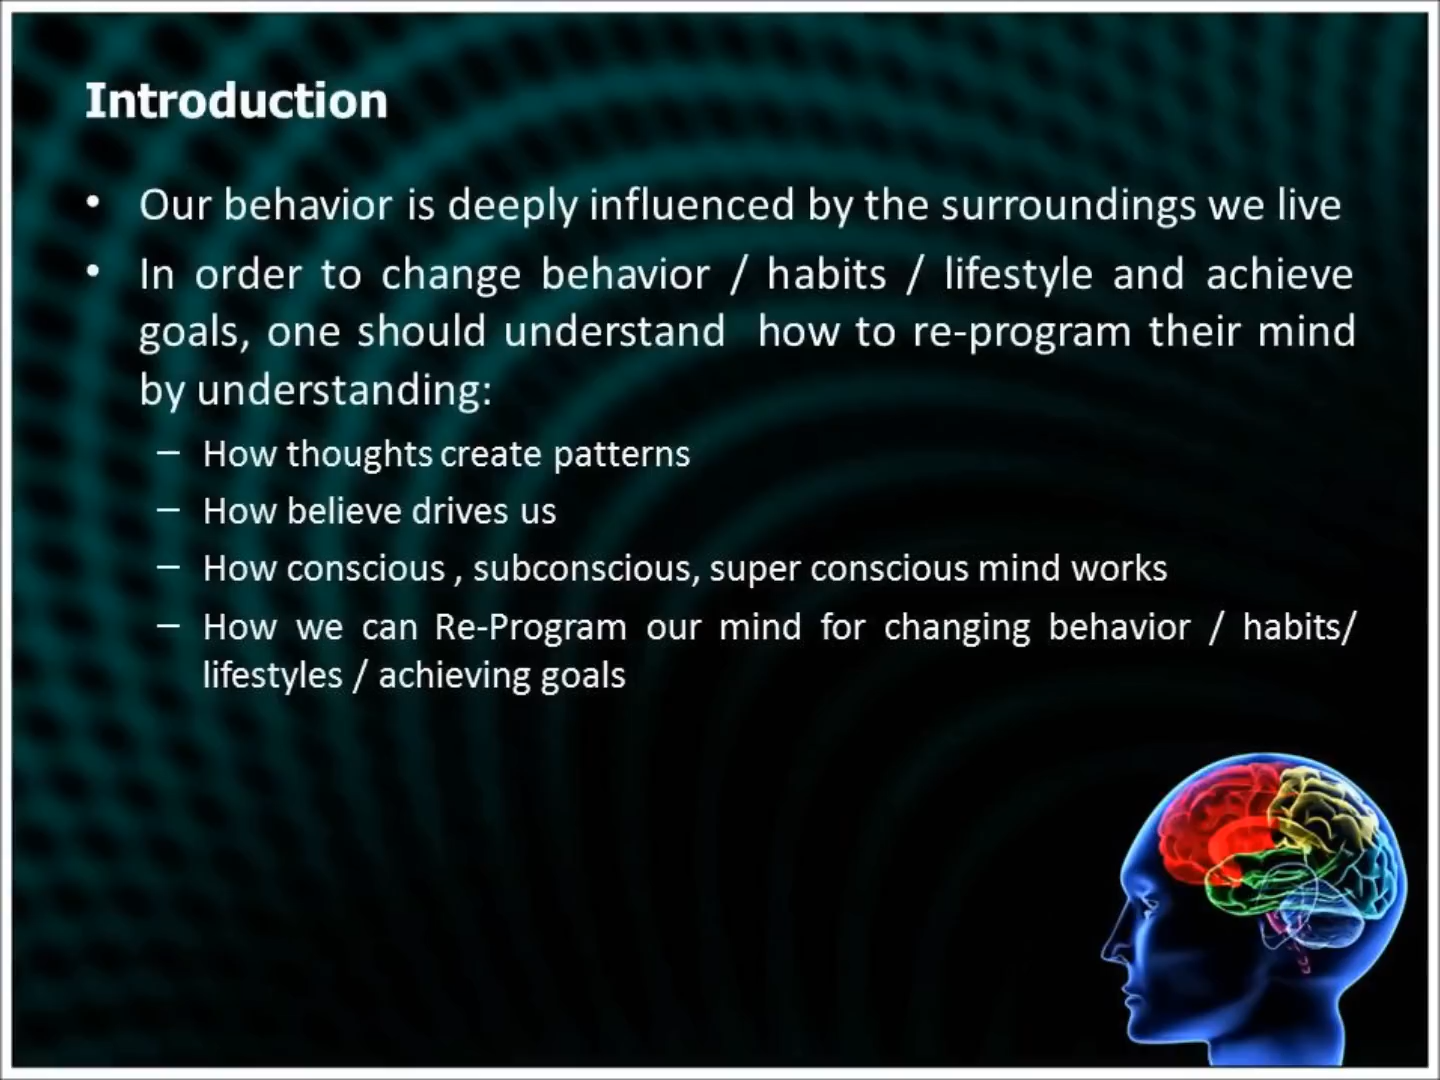 Introduction
• Our behavior is deeply influenced by the surroundings we live
• In order to change behavior / habits / lifestyle and achieve
goals, one should understand how to re-program their mind
by understanding:
– How thoughts create patterns
– How believe drives us
– How conscious , subconscious, super conscious mind works
– How we can Re-Program our mind for changing behavior / habits/
lifestyles / achieving goals